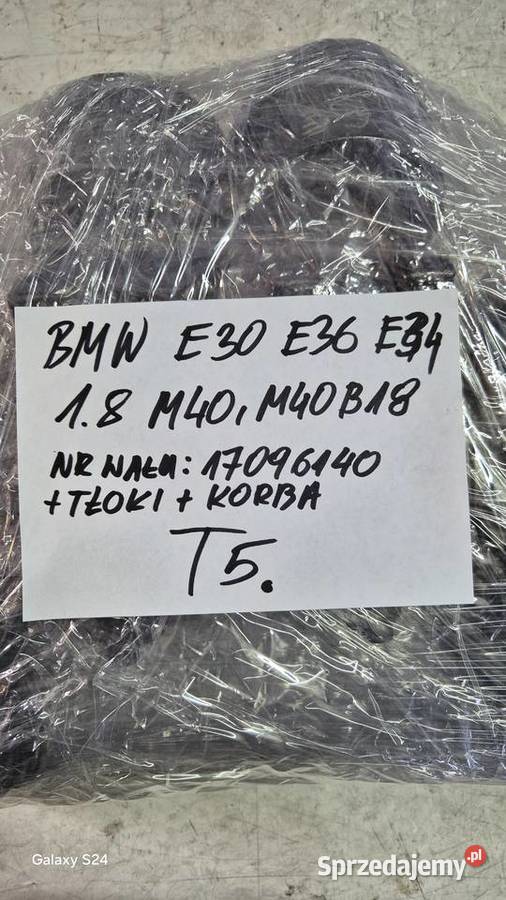 BMW E30 E36 E34
1.8 M40, M40B18
NR WAŁU: 17096140
+TŁOKI + KORBA
T5.
Galaxy S24
Sprzedajemy.pl